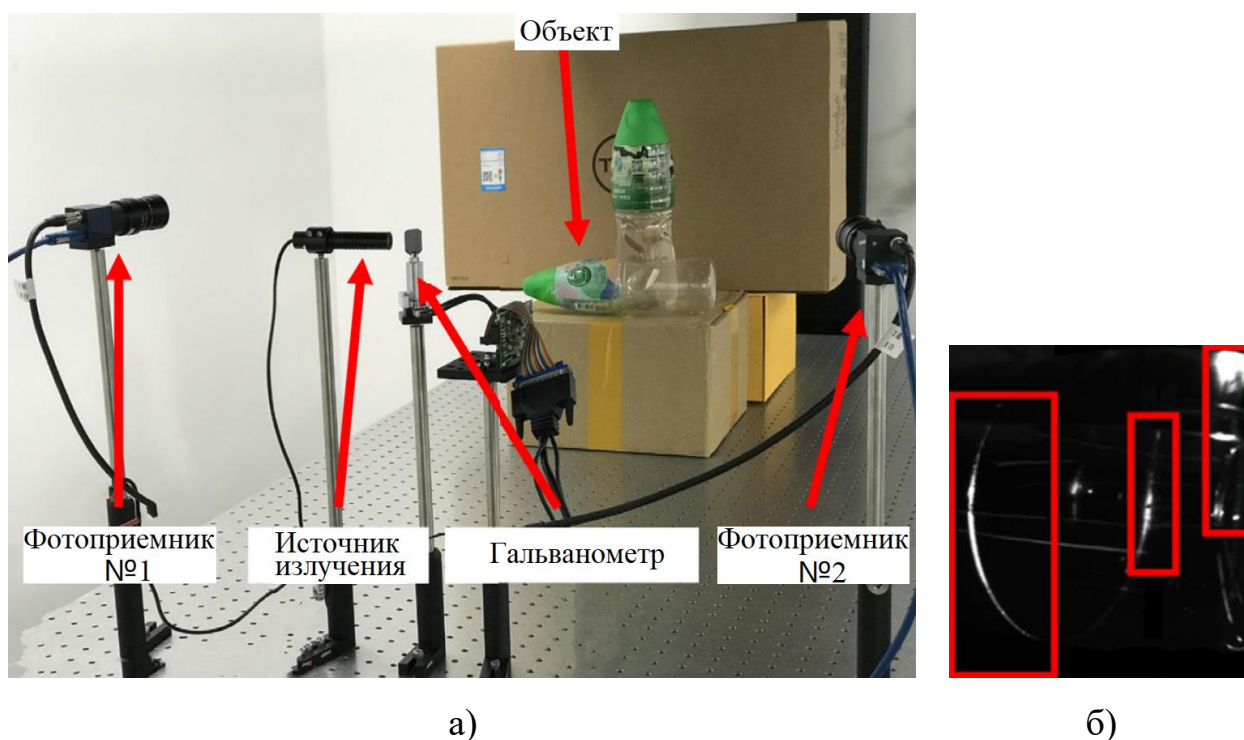 Объект
Фотоприемник
№1
Источник
излучения
Гальванометр
Фотоприемник
№2
а)
б)